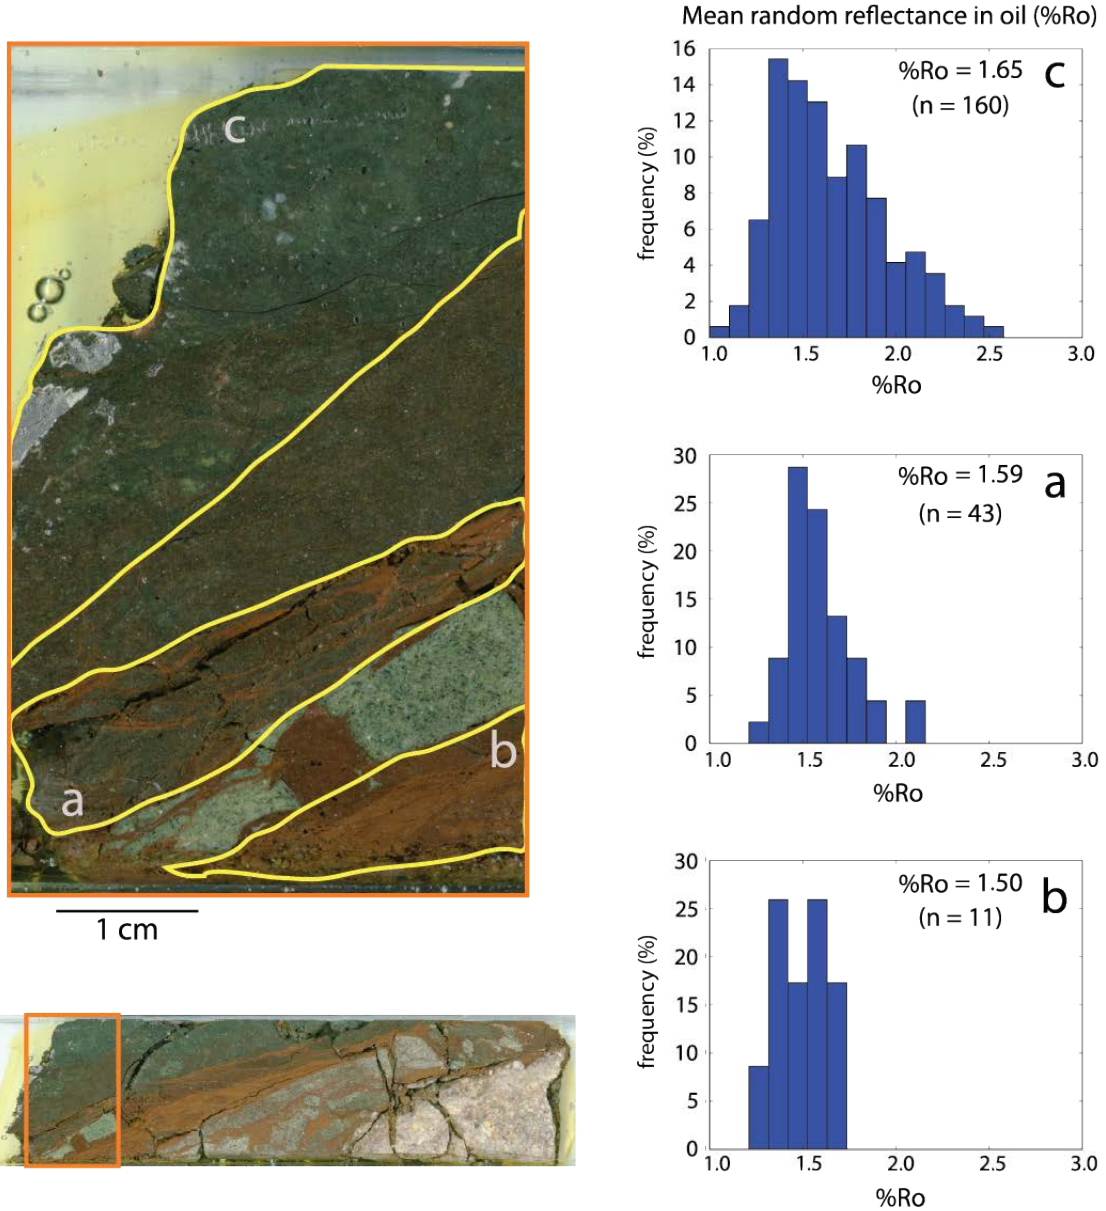 Mean random reflectance in oil (%Ro)
c
a
b
1 cm
16
14
12
10
8
6
4
2
0
frequency (%)
%Ro = 1.65
(n = 160)
c
1.0 1.5 2.0 2.5 3.0
%Ro
30
25
20
15
10
5
0
frequency (%)
%Ro = 1.59
(n = 43)
a
1.0 1.5 2.0 2.5 3.0
%Ro
30
25
20
15
10
5
0
frequency (%)
%Ro = 1.50
(n = 11)
b
1.0 1.5 2.0 2.5 3.0
%Ro